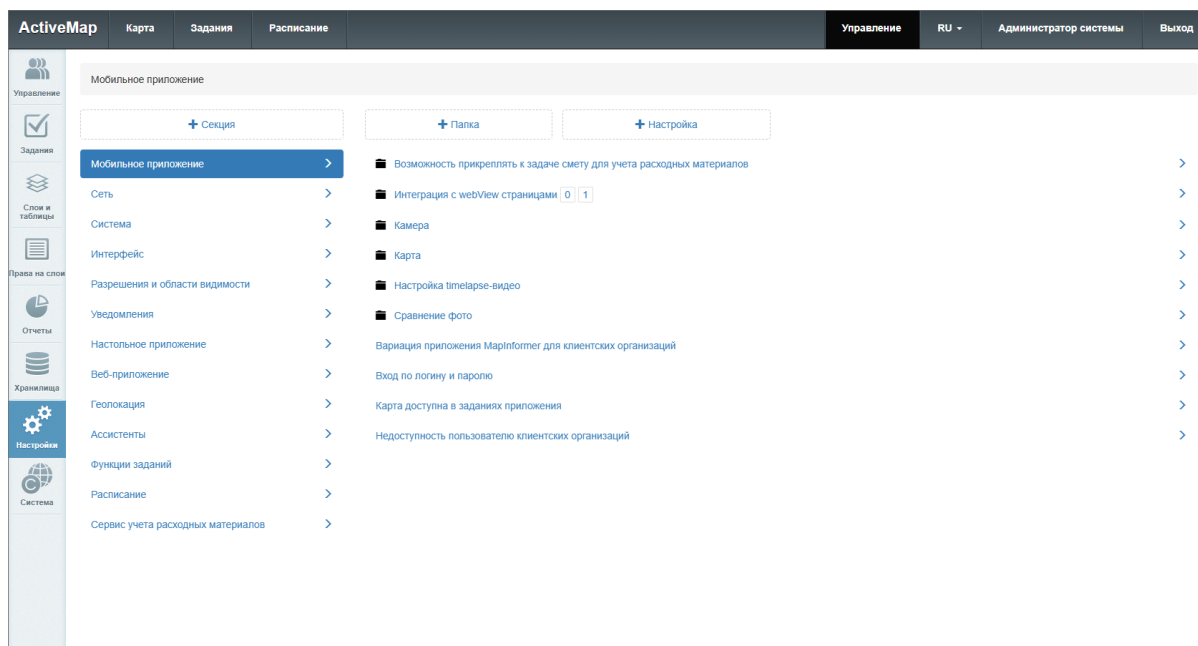 ActiveMap Карта Задания Расписание Управление RU Администратор системы Выход
Управление
Задания
Слои и
таблицы
Права на слои
Отчеты
Хранилища
Настройки
Система
Мобильное приложение
+ Секция
+ Папка
+ Настройка
Мобильное приложение
Сеть
Система
Интерфейс
Разрешения и области видимости
Уведомления
Настольное приложение
Веб-приложение
Геолокация
Ассистенты
Функции заданий
Расписание
Сервис учета расходных материалов
Возможность прикреплять к задаче смету для учета расходных материалов
Интеграция с webView страницами 0 1
Камера
Карта
Настройка timelapse-видео
Сравнение фото
Вариация приложения MapInformer для клиентских организаций
Вход по логину и паролю
Карта доступна в заданиях приложения
Недоступность пользователю клиентских организаций